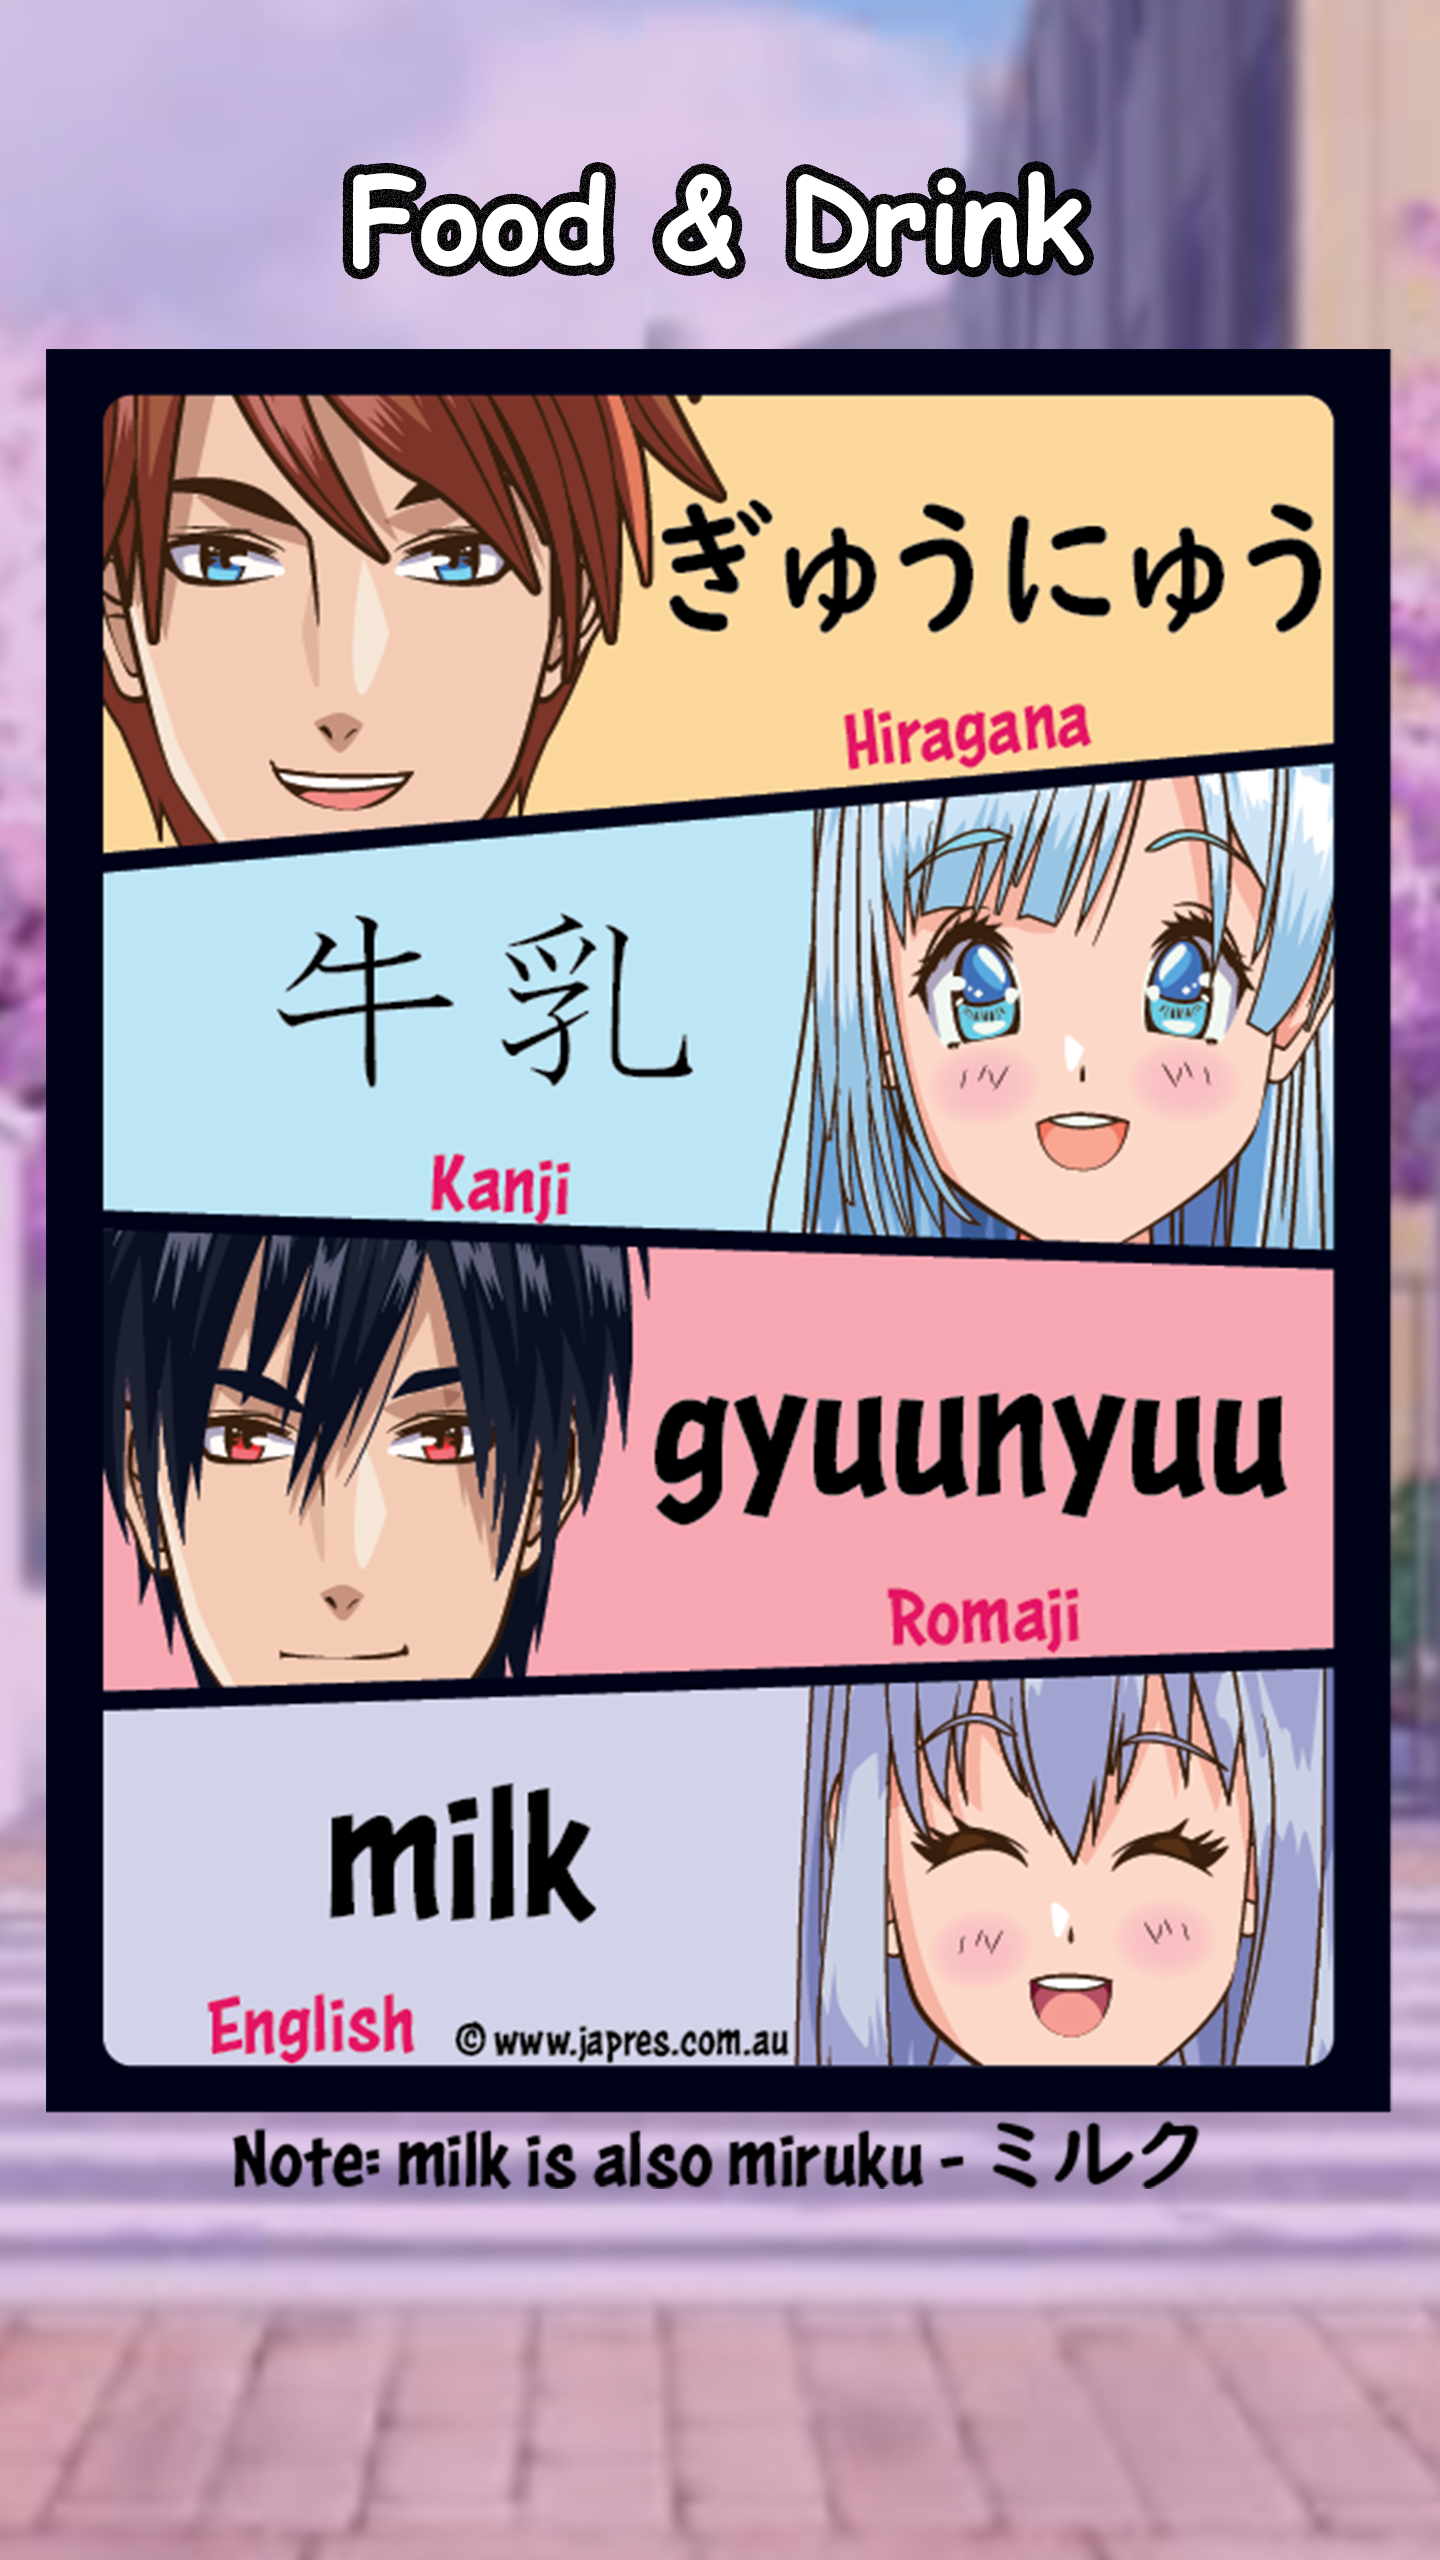 Food & Drink
ぎゅうにゅう
Hiragana
牛乳
Kanji
gyuunyuu
Romaji
milk
English © www.japres.com.au
Note: milk is also miruku - ミルク